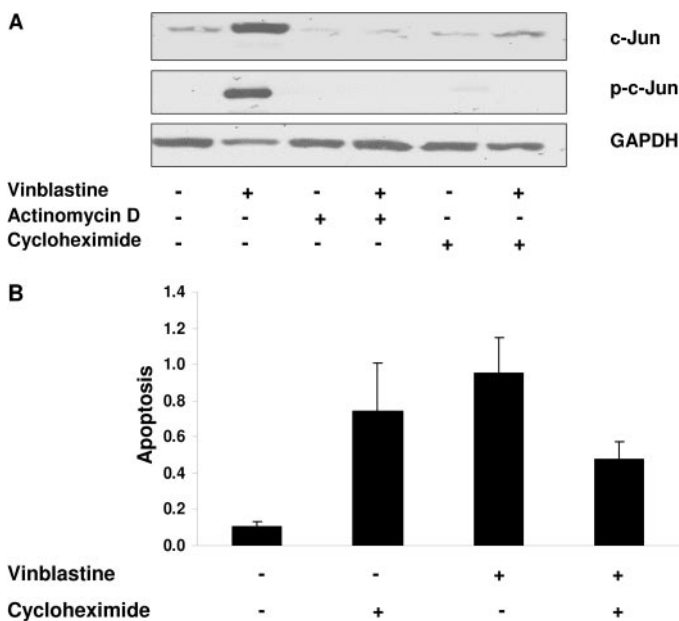 A
c-Jun
p-c-Jun
GAPDH
Vinblastine - + - + - +
Actinomycin D - - + + - -
Cycloheximide - - - - + +
B
Apoptosis
1.4
1.2
1.0
0.8
0.6
0.4
0.2
0.0
Vinblastine - - + +
Cycloheximide - + - +